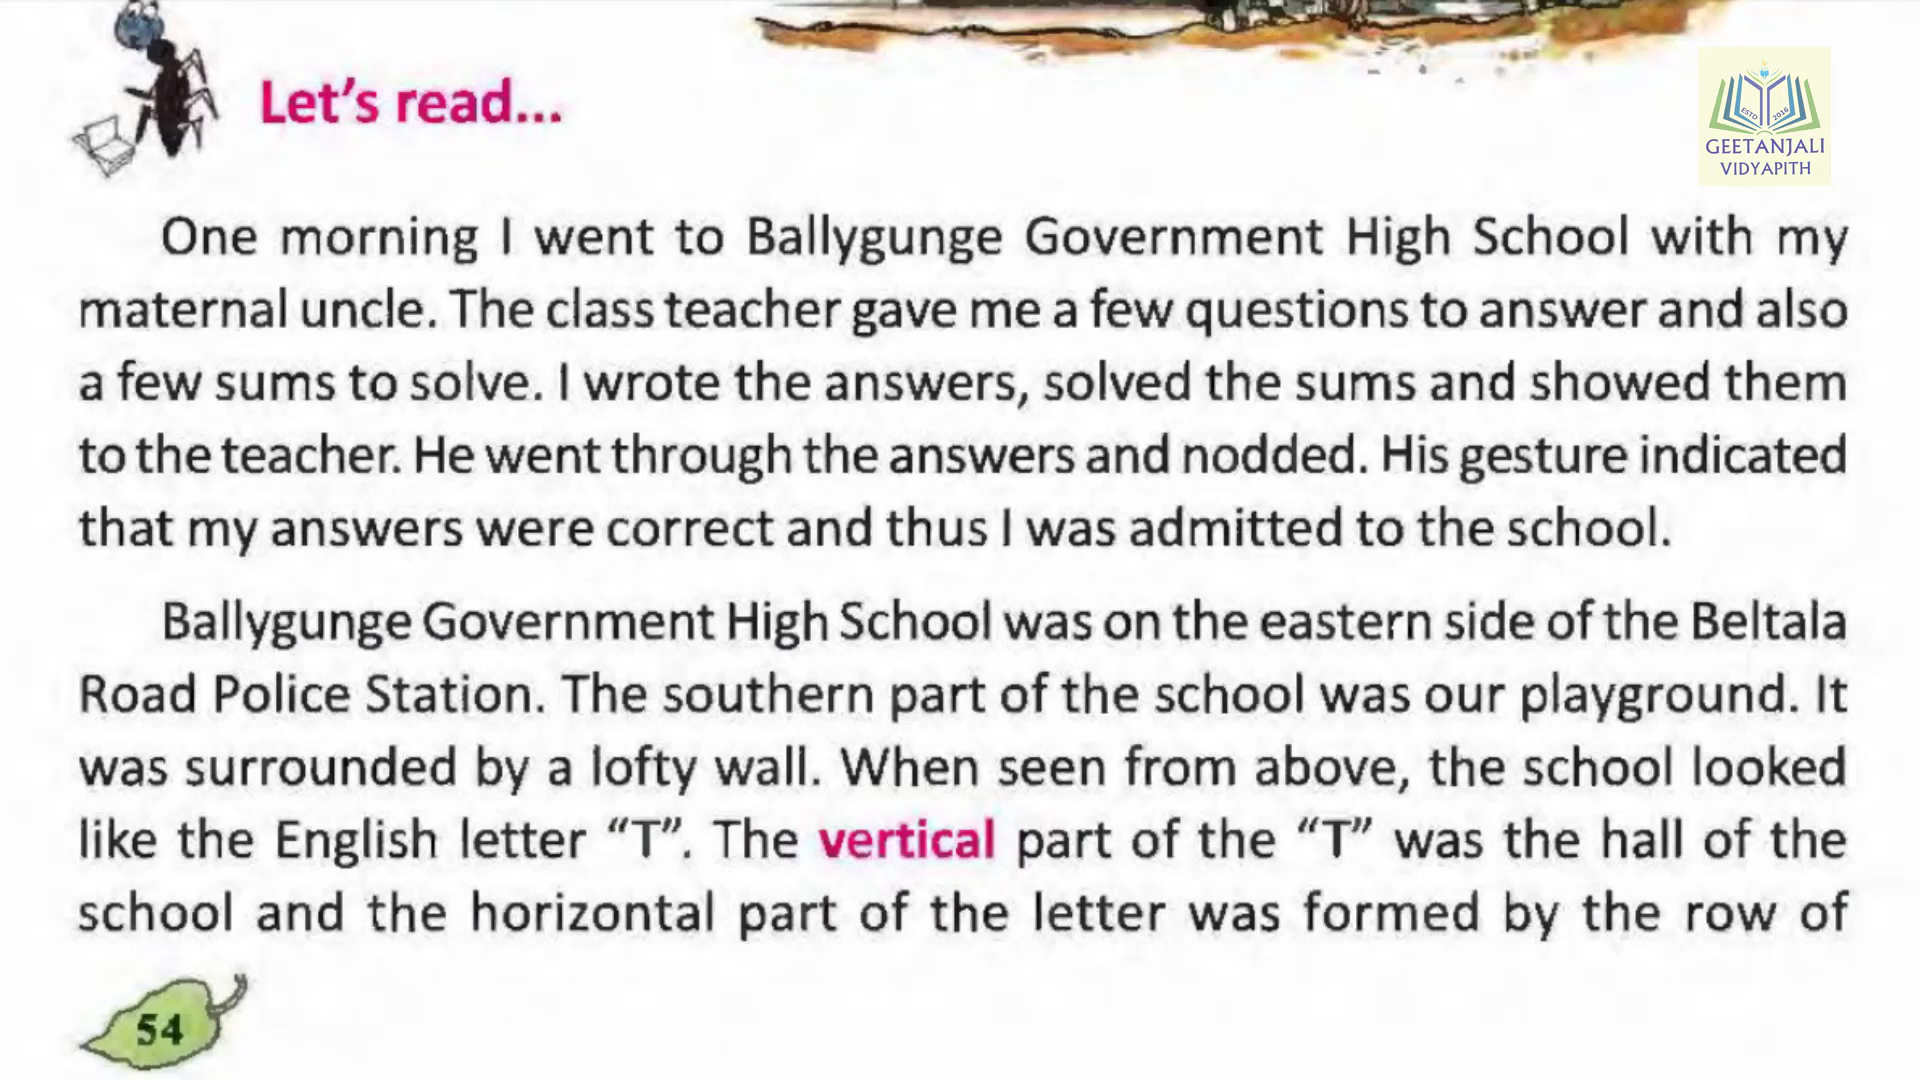 Let's read...
ESTD 2016
GEETANJALI
VIDYAPITH
One morning I went to Ballygunge Government High School with my
maternal uncle. The class teacher gave me a few questions to answer and also
a few sums to solve. I wrote the answers, solved the sums and showed them
to the teacher. He went through the answers and nodded. His gesture indicated
that my answers were correct and thus I was admitted to the school.
Ballygunge Government High School was on the eastern side of the Beltala
Road Police Station. The southern part of the school was our playground. It
was surrounded by a lofty wall. When seen from above, the school looked
like the English letter “T”. The vertical part of the “T” was the hall of the
school and the horizontal part of the letter was formed by the row of
54